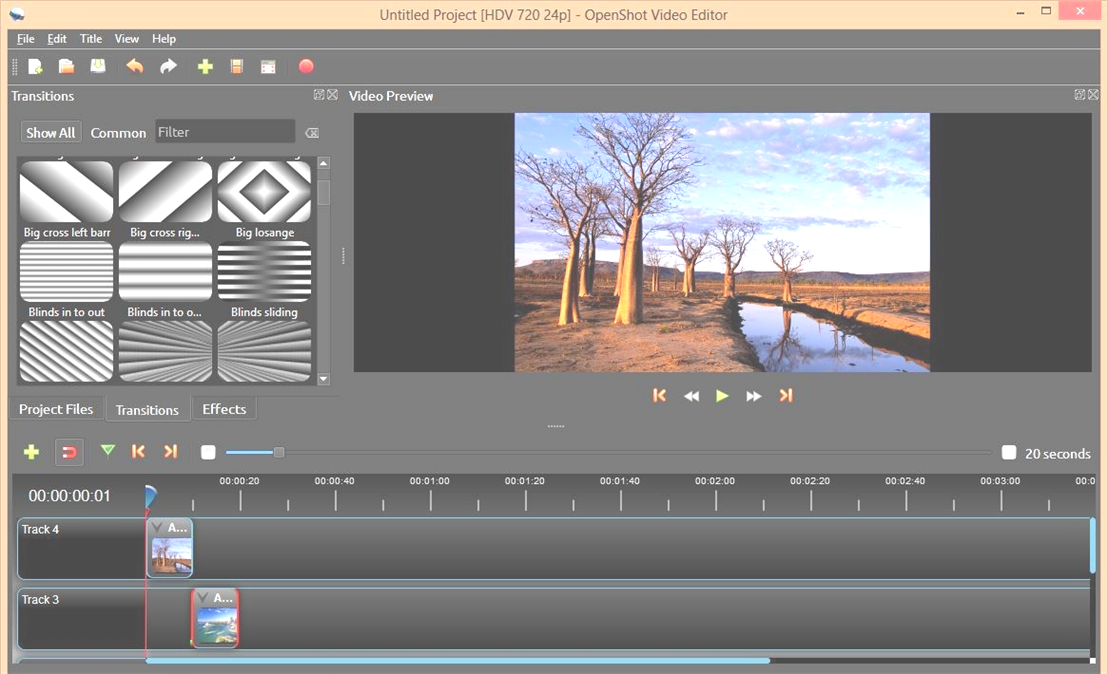 Untitled Project [HDV 720 24p] - OpenShot Video Editor
File Edit Title View Help
Transitions
Video Preview
Show All Common Filter
Big cross left barr Big cross rig... Big losange
Blinds in to out Blinds in to o... Blinds sliding
Project Files Transitions Effects
20 seconds
00:00:00:01
00:00:20 00:00:40 00:01:00 00:01:20 00:01:40 00:02:00 00:02:20 00:02:40 00:03:00 00:0
Track 4
A...
Track 3
A...